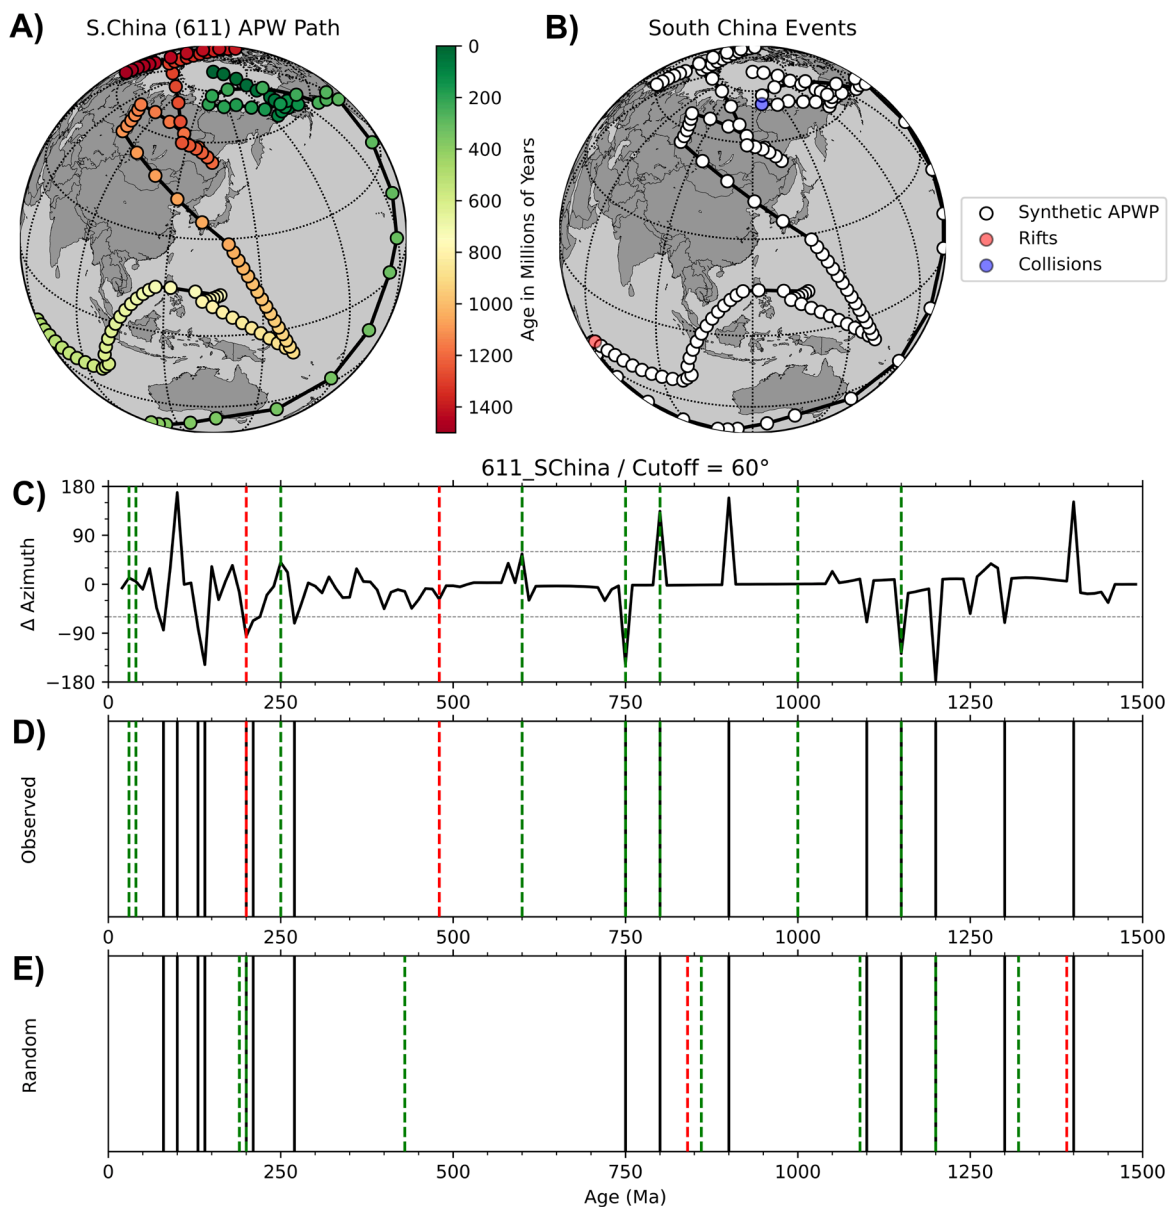 A)
S.China (611) APW Path
B)
South China Events
0
200
400
600
800
1000
1200
1400
Age in Millions of Years
Synthetic APWP
Rifts
Collisions
611_SChina / Cutoff = 60°
C)
180
90
0
−90
−180
Δ Azimuth
0 250 500 750 1000 1250 1500
D)
Observed
0 250 500 750 1000 1250 1500
E)
Random
0 250 500 750 1000 1250 1500
Age (Ma)